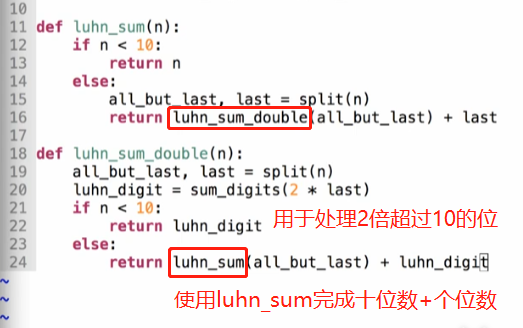 10
11 def luhn_sum(n):
12     if n < 10:
13         return n
14     else:
15         all_but_last, last = split(n)
16         return luhn_sum_double(all_but_last) + last
17
18 def luhn_sum_double(n):
19     all_but_last, last = split(n)
20     luhn_digit = sum_digits(2 * last)
21     if n < 10:
22         return luhn_digit
用于处理2倍超过10的位
23     else:
24         return luhn_sum(all_but_last) + luhn_digit
~
~
使用luhn_sum完成十位数+个位数
~